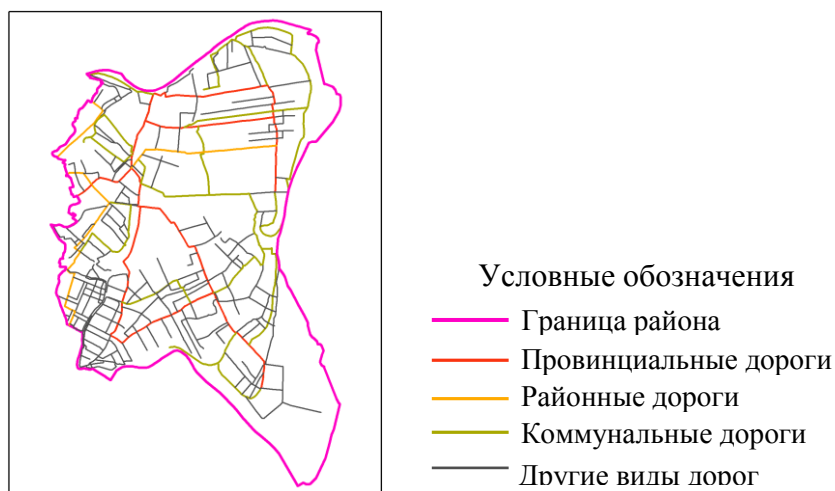 Условные обозначения
Граница района
Провинциальные дороги
Районные дороги
Коммунальные дороги
Другие виды дорог